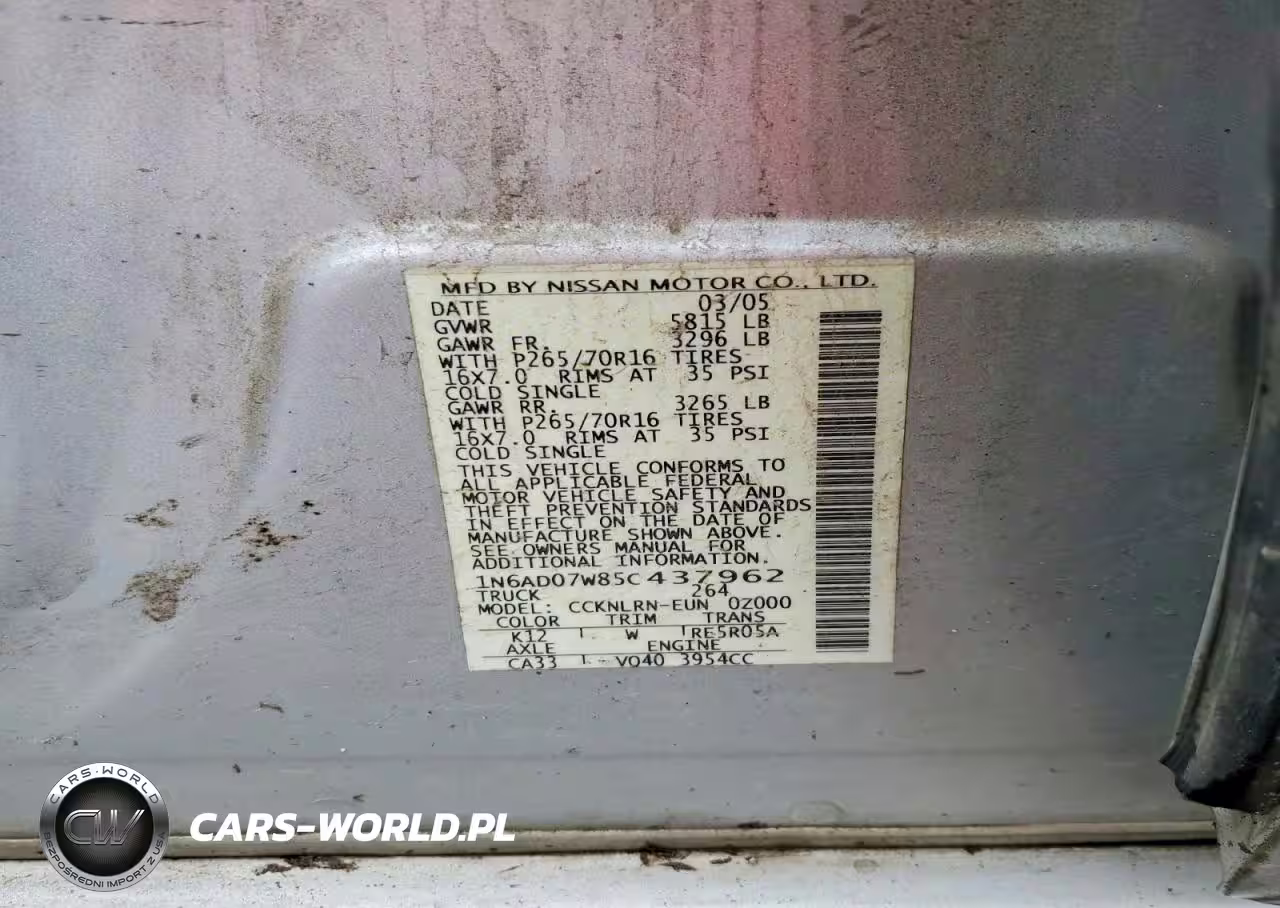 MFD BY NISSAN MOTOR CO., LTD.
DATE 03/05
GVWR 5815 LB
GAWR FR. 3296 LB
WITH P265/70R16 TIRES
16X7.0 RIMS AT 35 PSI
COLD SINGLE
GAWR RR. 3265 LB
WITH P265/70R16 TIRES
16X7.0 RIMS AT 35 PSI
COLD SINGLE
THIS VEHICLE CONFORMS TO
ALL APPLICABLE FEDERAL
MOTOR VEHICLE SAFETY AND
THEFT PREVENTION STANDARDS
IN EFFECT ON THE DATE OF
MANUFACTURE SHOWN ABOVE.
SEE OWNERS MANUAL FOR
ADDITIONAL INFORMATION.
1N6AD07W85C437962
TRUCK 264
MODEL: CCKNLRN-EUN 0Z000
COLOR TRIM TRANS
K12 W RE5R05A
AXLE ENGINE
CA33 VQ40 3954CC
CARS-WORLD
CW
BEZPOŚREDNI IMPORT Z USA
CARS-WORLD.PL